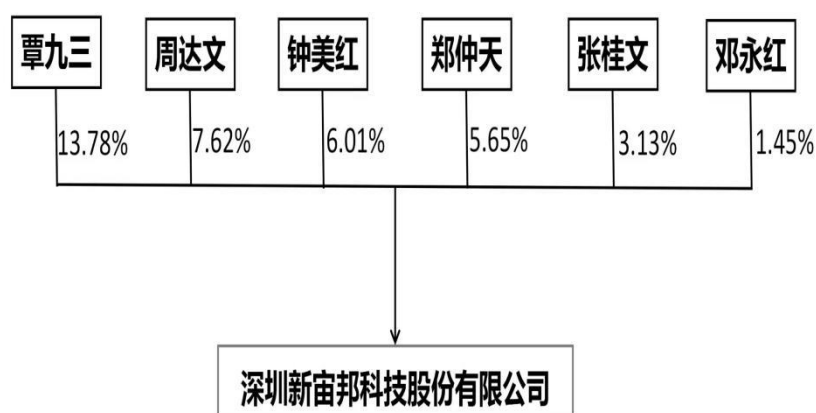 覃九三 周达文 钟美红 郑仲天 张桂文 邓永红
13.78% 7.62% 6.01% 5.65% 3.13% 1.45%
深圳新宙邦科技股份有限公司